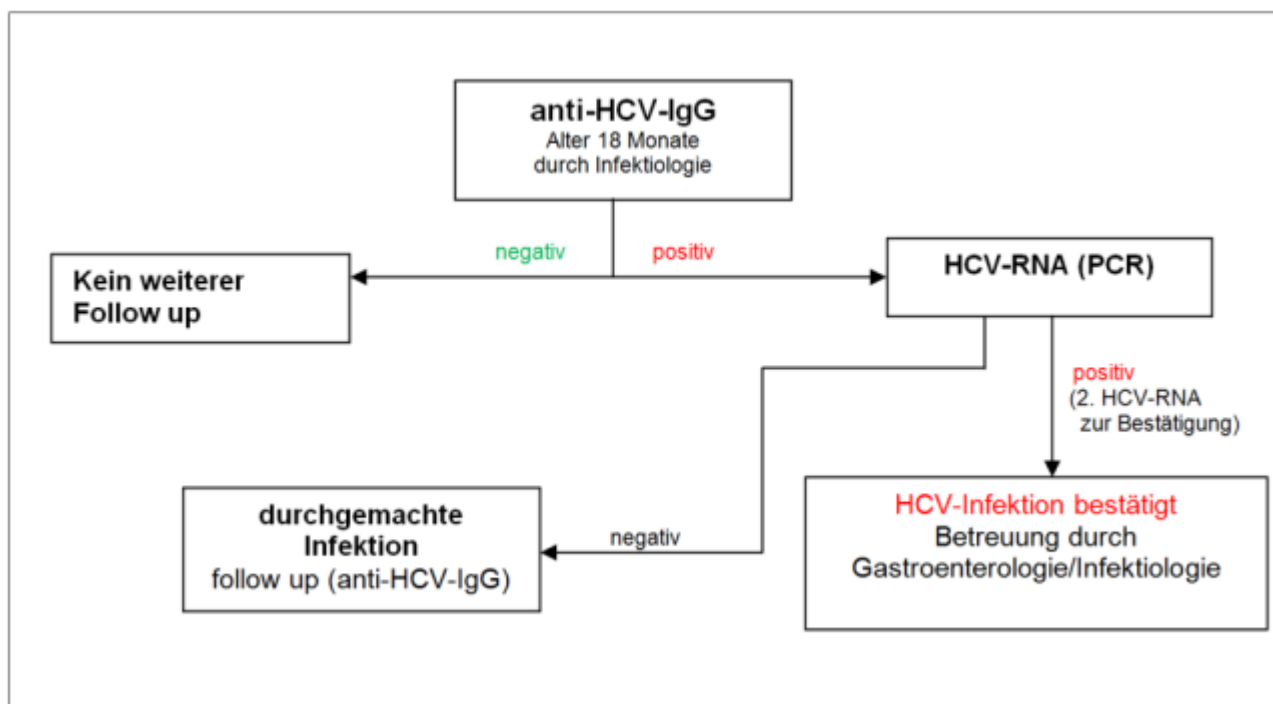 anti-HCV-IgG
Alter 18 Monate
durch Infektiologie
negativ
positiv
Kein weiterer
Follow up
HCV-RNA (PCR)
positiv
(2. HCV-RNA
zur Bestätigung)
durchgemachte
Infektion
follow up (anti-HCV-IgG)
negativ
HCV-Infektion bestätigt
Betreuung durch
Gastroenterologie/Infektiologie